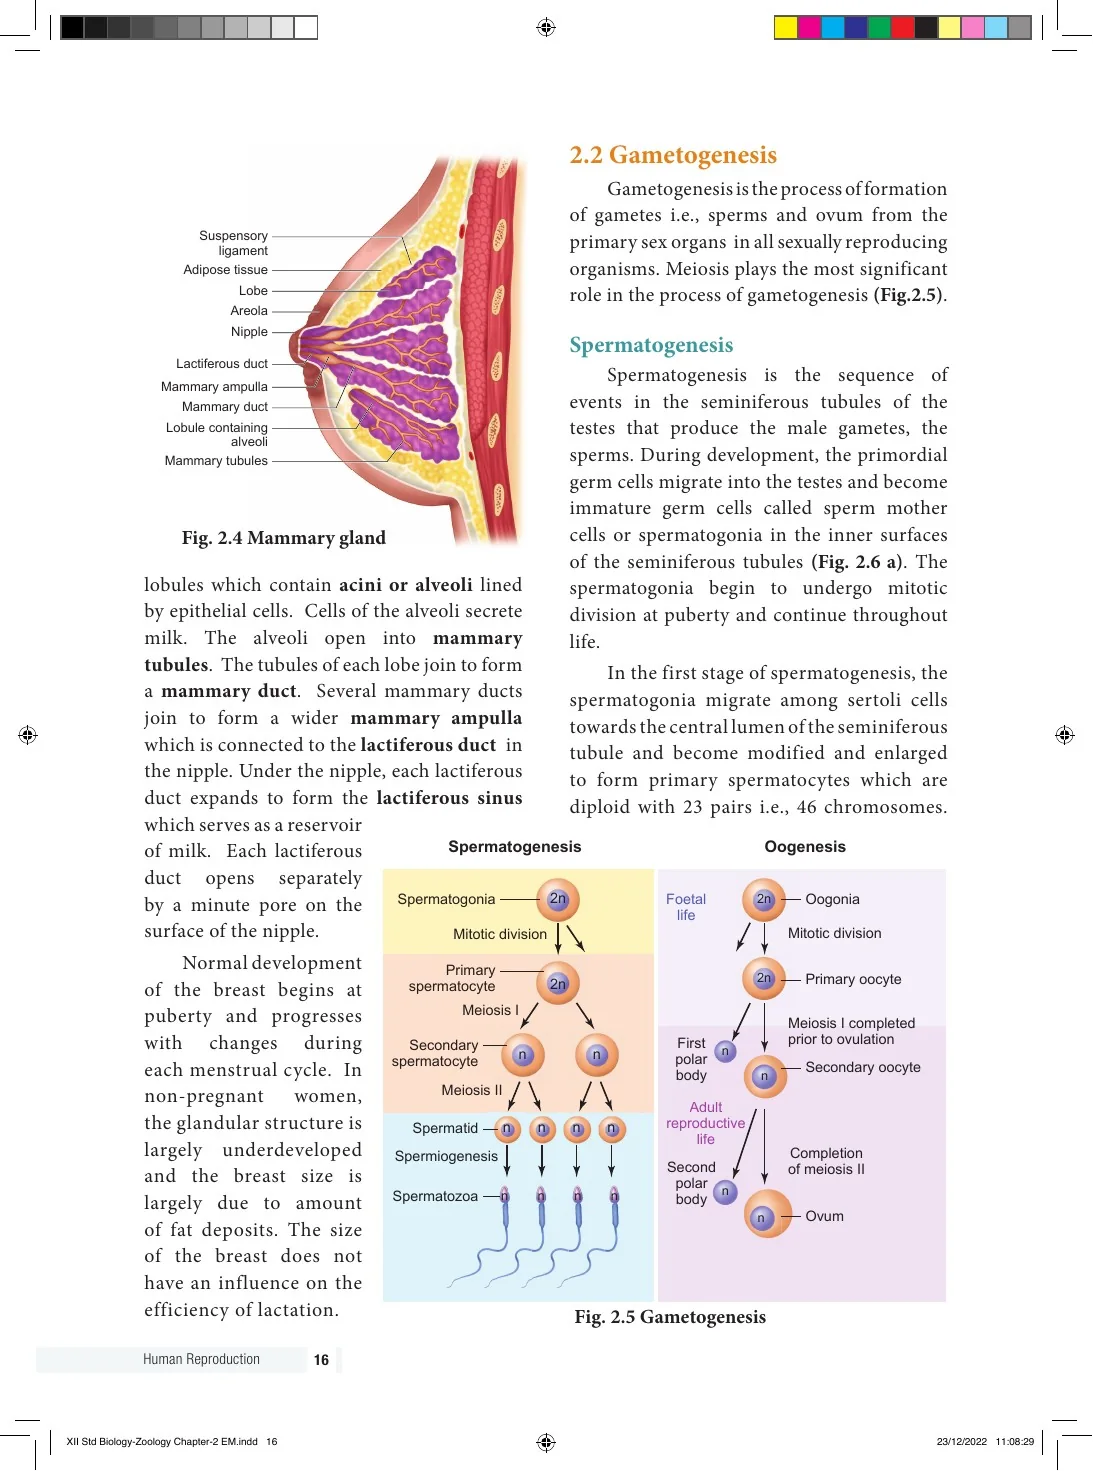 Suspensory
ligament
Adipose tissue
Lobe
Areola
Nipple
Lactiferous duct
Mammary ampulla
Mammary duct
Lobule containing
alveoli
Mammary tubules
Fig. 2.4 Mammary gland
lobules which contain acini or alveoli lined
by epithelial cells. Cells of the alveoli secrete
milk. The alveoli open into mammary
tubules. The tubules of each lobe join to form
a mammary duct. Several mammary ducts
join to form a wider mammary ampulla
which is connected to the lactiferous duct in
the nipple. Under the nipple, each lactiferous
duct expands to form the lactiferous sinus
which serves as a reservoir
of milk. Each lactiferous
duct opens separately
by a minute pore on the
surface of the nipple.
Normal development
of the breast begins at
puberty and progresses
with changes during
each menstrual cycle. In
non-pregnant women,
the glandular structure is
largely underdeveloped
and the breast size is
largely due to amount
of fat deposits. The size
of the breast does not
have an influence on the
efficiency of lactation.
2.2 Gametogenesis
Gametogenesis is the process of formation
of gametes i.e., sperms and ovum from the
primary sex organs in all sexually reproducing
organisms. Meiosis plays the most significant
role in the process of gametogenesis (Fig.2.5).
Spermatogenesis
Spermatogenesis is the sequence of
events in the seminiferous tubules of the
testes that produce the male gametes, the
sperms. During development, the primordial
germ cells migrate into the testes and become
immature germ cells called sperm mother
cells or spermatogonia in the inner surfaces
of the seminiferous tubules (Fig. 2.6 a). The
spermatogonia begin to undergo mitotic
division at puberty and continue throughout
life.
In the first stage of spermatogenesis, the
spermatogonia migrate among sertoli cells
towards the central lumen of the seminiferous
tubule and become modified and enlarged
to form primary spermatocytes which are
diploid with 23 pairs i.e., 46 chromosomes.
Spermatogenesis
Spermatogonia
2n
Mitotic division
Primary
spermatocyte
2n
Meiosis I
Secondary
spermatocyte
n n
Meiosis II
Spermatid
n n n n
Spermiogenesis
Spermatozoa
n n n n
Oogenesis
Foetal
life
2n
Oogonia
Mitotic division
2n
Primary oocyte
Meiosis I completed
prior to ovulation
First
polar
body
n
n
Secondary oocyte
Adult
reproductive
life
Completion
of meiosis II
Second
polar
body
n
n
Ovum
Fig. 2.5 Gametogenesis
Human Reproduction 16
XII Std Biology-Zoology Chapter-2 EM.indd 16
23/12/2022 11:08:29